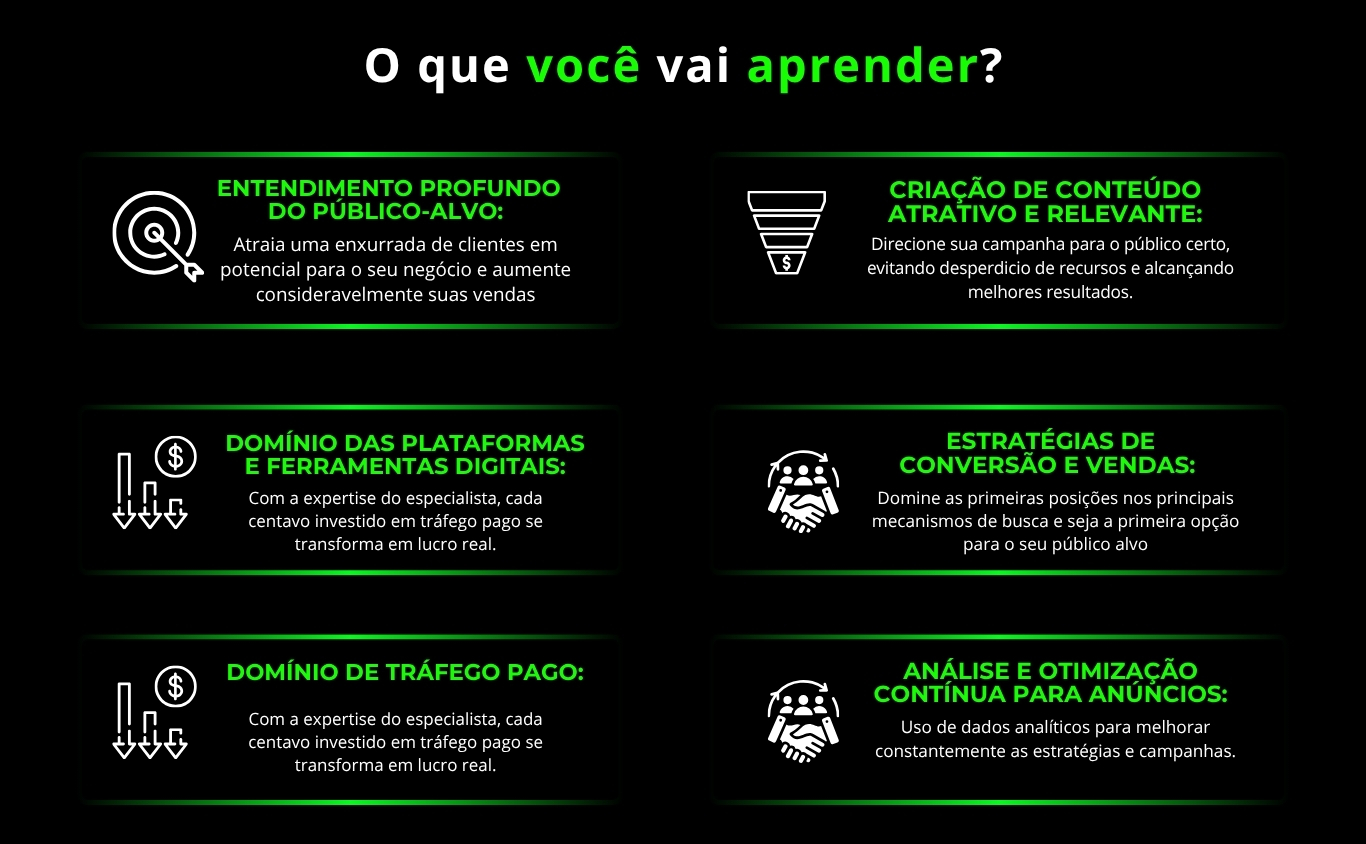 O que você vai aprender?
ENTENDIMENTO PROFUNDO
DO PÚBLICO-ALVO:
Atraia uma enxurrada de clientes em
potencial para o seu negócio e aumente
consideravelmente suas vendas
CRIAÇÃO DE CONTEÚDO
ATRATIVO E RELEVANTE:
Direcione sua campanha para o público certo,
evitando desperdicio de recursos e alcançando
melhores resultados.
$
DOMÍNIO DAS PLATAFORMAS
E FERRAMENTAS DIGITAIS:
Com a expertise do especialista, cada
centavo investido em tráfego pago se
transforma em lucro real.
$
ESTRATÉGIAS DE
CONVERSÃO E VENDAS:
Domine as primeiras posições nos principais
mecanismos de busca e seja a primeira opção
para o seu público alvo
DOMÍNIO DE TRÁFEGO PAGO:
Com a expertise do especialista, cada
centavo investido em tráfego pago se
transforma em lucro real.
$
ANÁLISE E OTIMIZAÇÃO
CONTÍNUA PARA ANÚNCIOS:
Uso de dados analíticos para melhorar
constantemente as estratégias e campanhas.